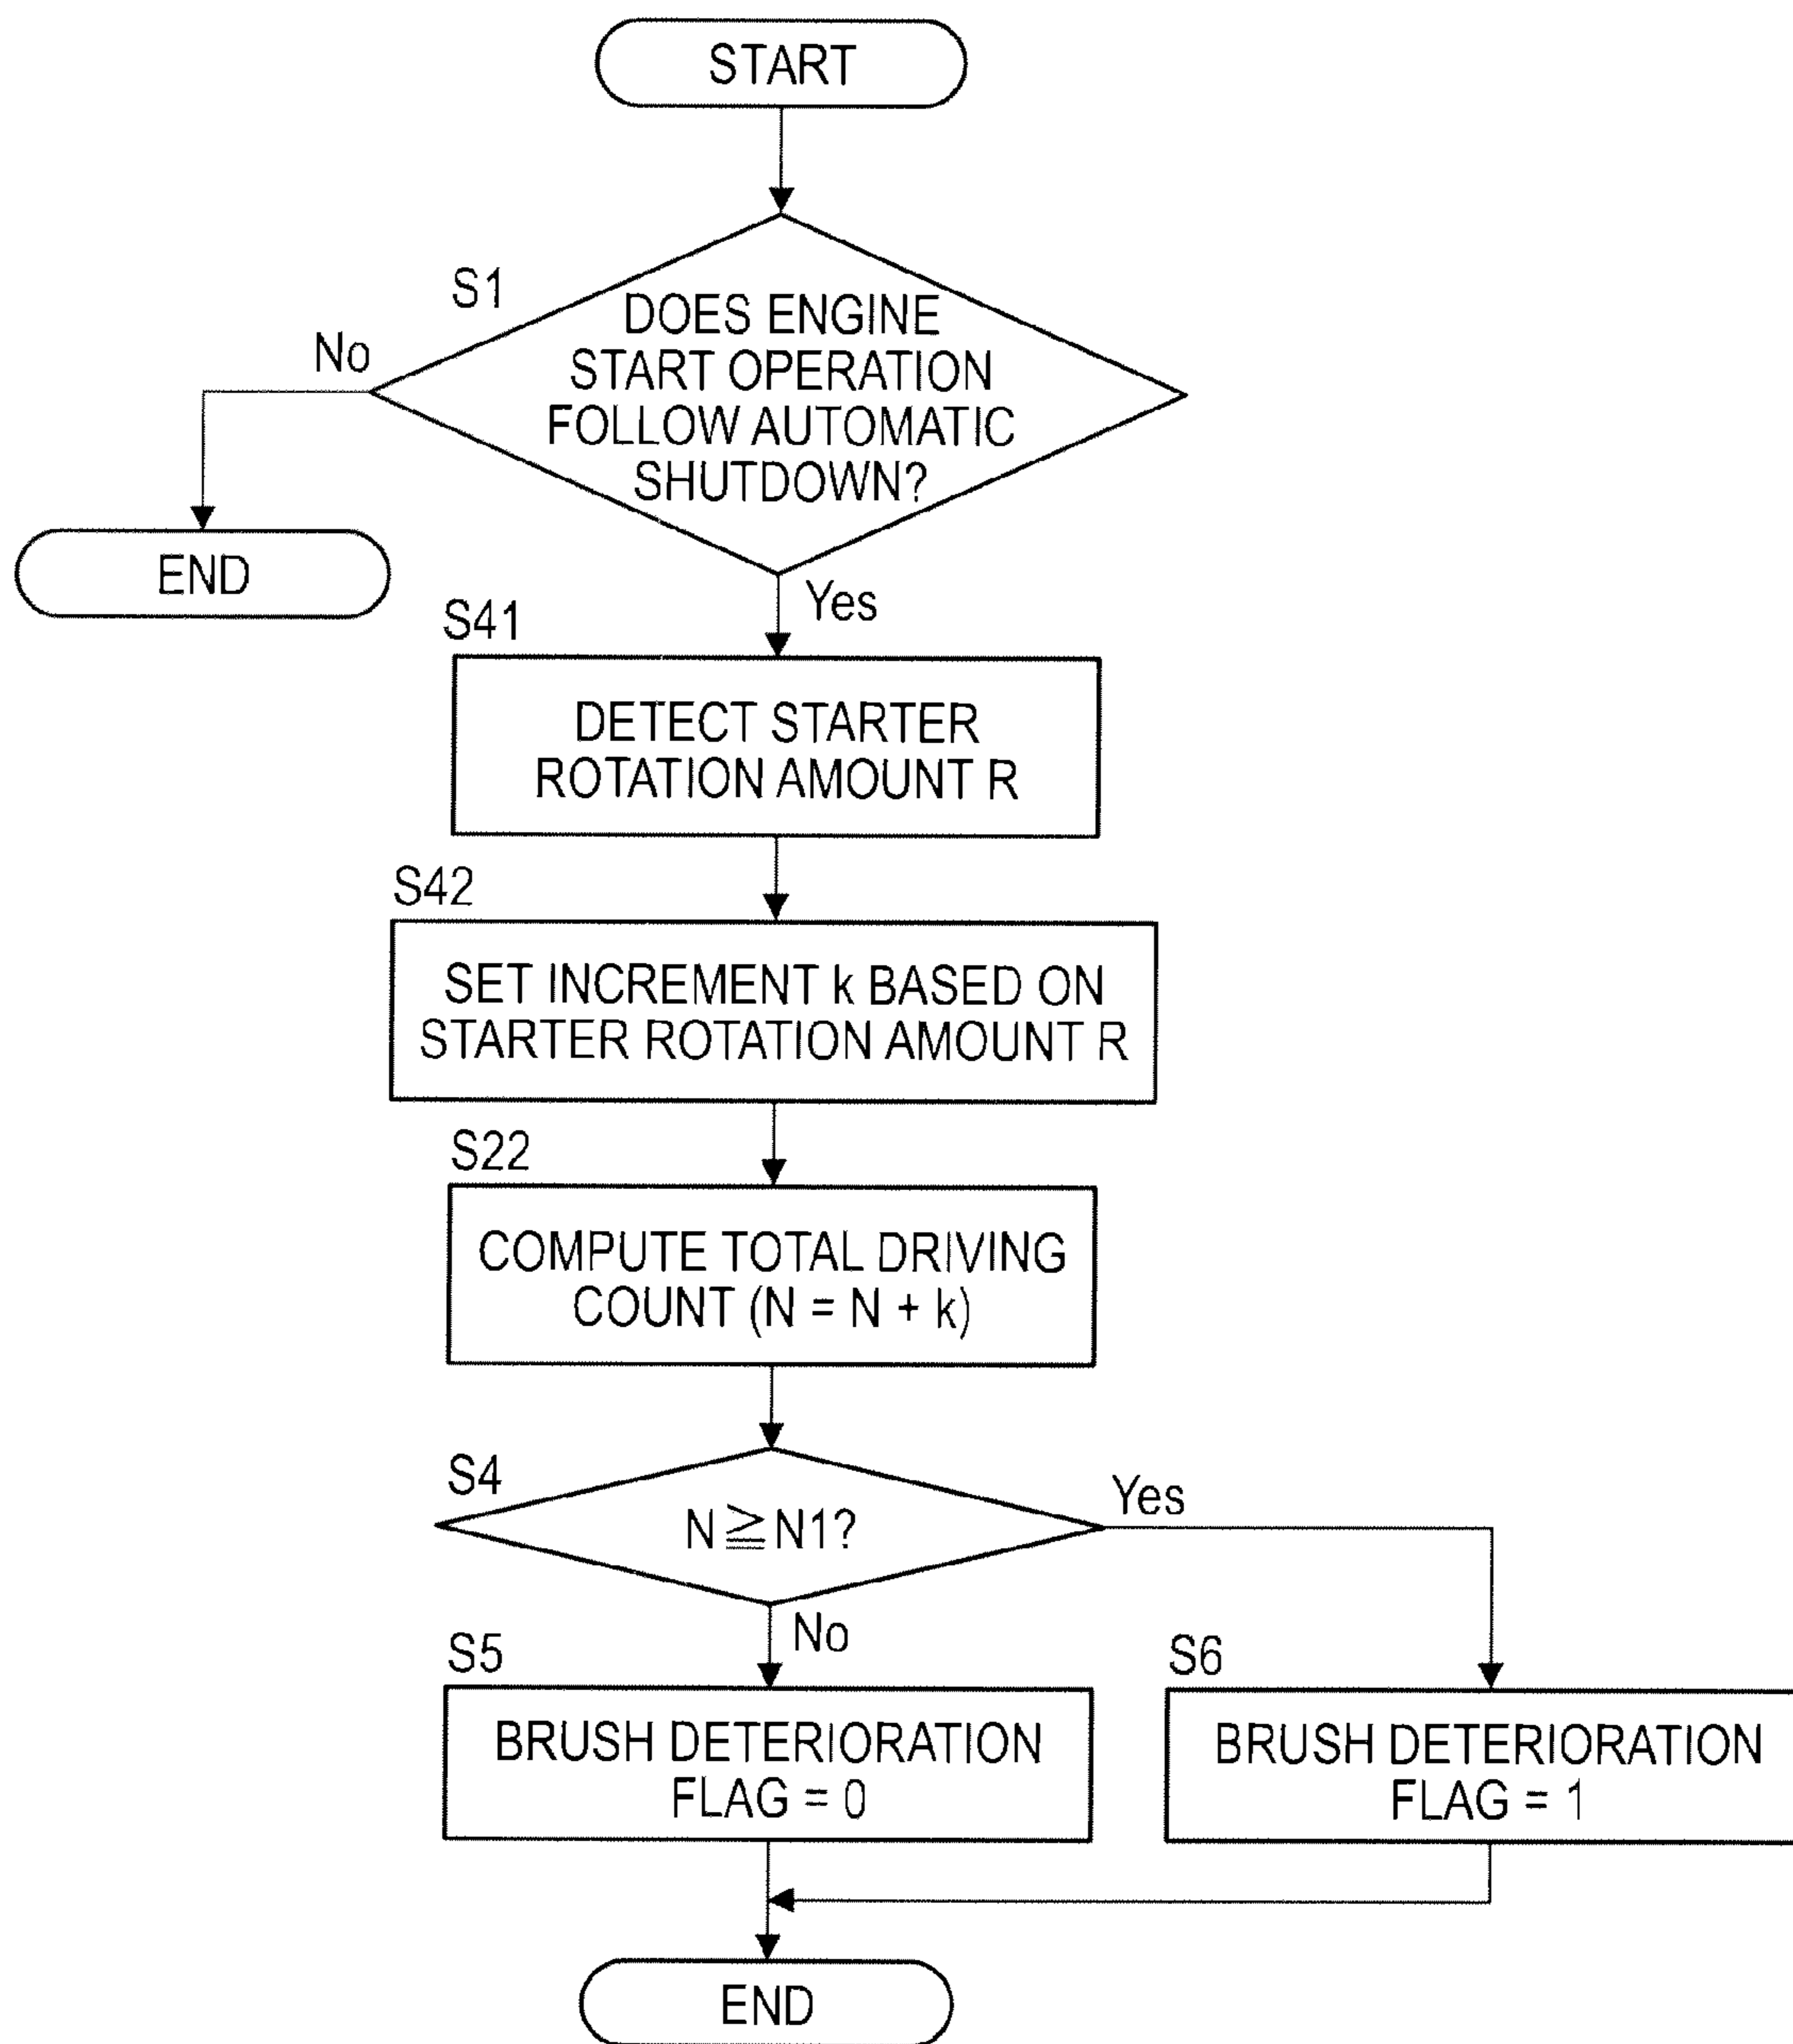 START
S1
DOES ENGINE
START OPERATION
FOLLOW AUTOMATIC
SHUTDOWN?
No
END
Yes
S41
DETECT STARTER
ROTATION AMOUNT R
S42
SET INCREMENT k BASED ON
STARTER ROTATION AMOUNT R
S22
COMPUTE TOTAL DRIVING
COUNT (N = N + k)
S4
N ≧ N1?
Yes
No
S5
BRUSH DETERIORATION
FLAG = 0
S6
BRUSH DETERIORATION
FLAG = 1
END